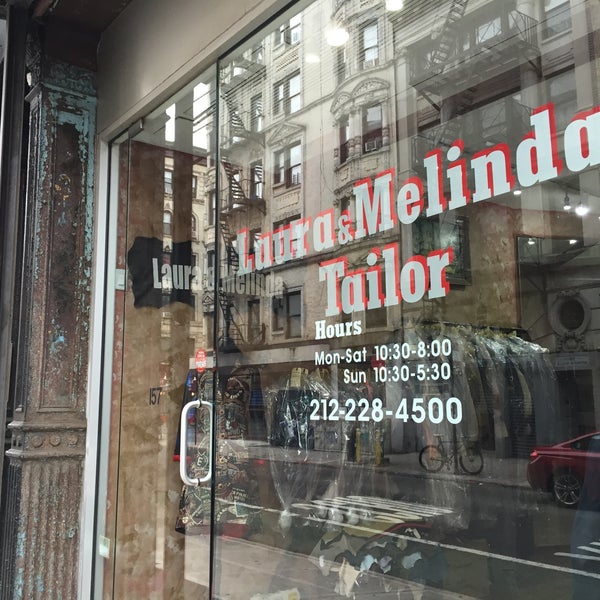 Laura & Melinda
Tailor
Hours
Mon-Sat 10:30-8:00
Sun 10:30-5:30
212-228-4500
Laura & Melinda
157